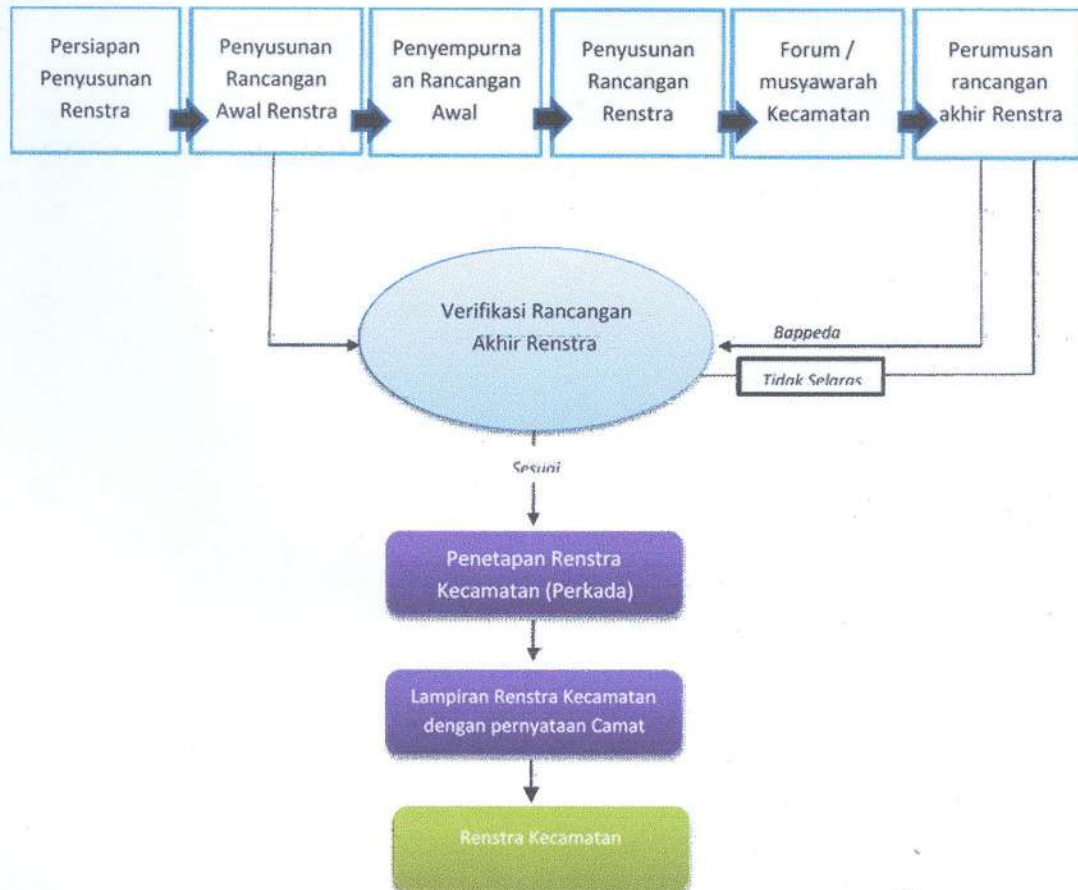 Persiapan
Penyusunan
Renstra
Penyusunan
Rancangan
Awal Renstra
Penyempurna
an Rancangan
Awal
Penyusunan
Rancangan
Renstra
Forum /
musyawarah
Kecamatan
Perumusan
rancangan
akhir Renstra
Verifikasi Rancangan
Akhir Renstra
Bappeda
Tidak Selaras
Sesuai
Penetapan Renstra
Kecamatan (Perkada)
Lampiran Renstra Kecamatan
dengan pernyataan Camat
Renstra Kecamatan